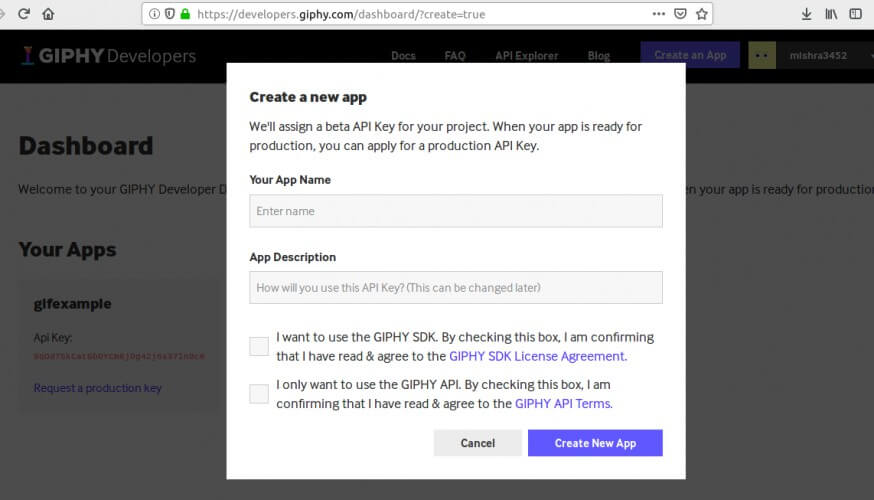 https://developers.giphy.com/dashboard/?create=true
GIPHY Developers
Docs FAQ API Explorer Blog Create an App mishra3452
Create a new app
We'll assign a beta API Key for your project. When your app is ready for
production, you can apply for a production API Key.
Dashboard
Welcome to your GIPHY Developer D
n your app is ready for production
Your App Name
Enter name
Your Apps
App Description
How will you use this API Key? (This can be changed later)
gifexample
Api Key:
Request a production key
I want to use the GIPHY SDK. By checking this box, I am confirming
that I have read & agree to the GIPHY SDK License Agreement.
I only want to use the GIPHY API. By checking this box, I am
confirming that I have read & agree to the GIPHY API Terms.
Cancel Create New App